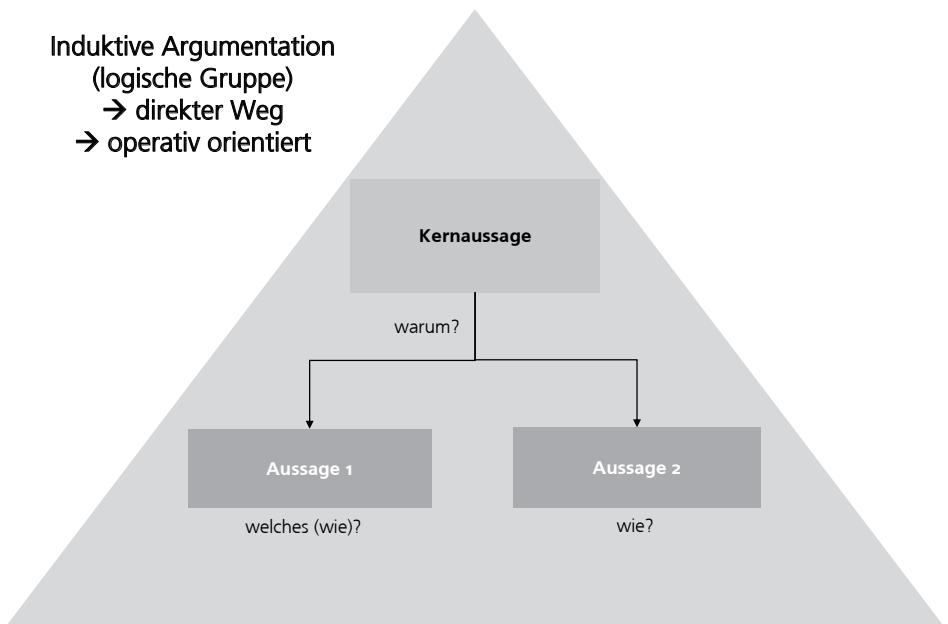 Induktive Argumentation
(logische Gruppe)
→ direkter Weg
→ operativ orientiert
Kernaussage
warum?
Aussage 1
Aussage 2
welches (wie)?
wie?